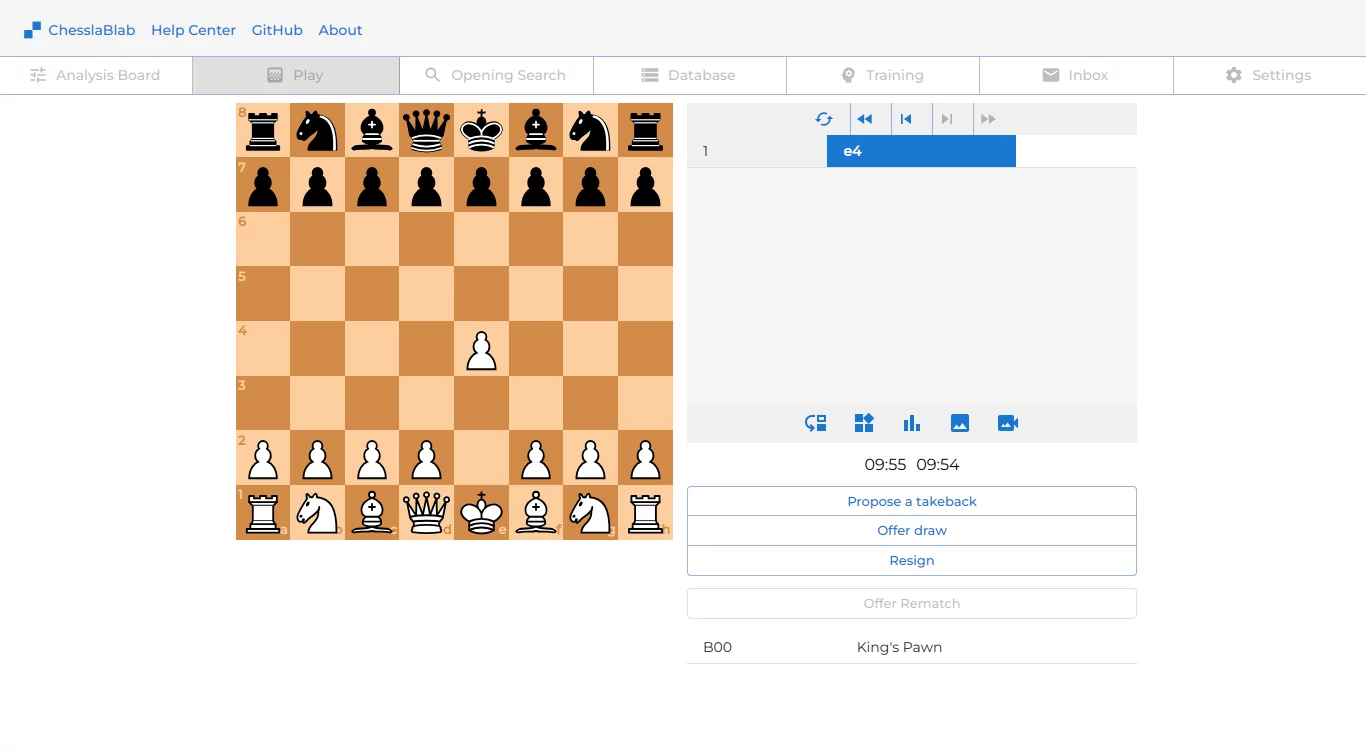 ChesslaBlab Help Center GitHub About
Analysis Board Play Opening Search Database Training Inbox Settings
8
7
6
5
4
3
2
1
a b c d e f g h
1 e4
09:55 09:54
Propose a takeback
Offer draw
Resign
Offer Rematch
B00 King's Pawn